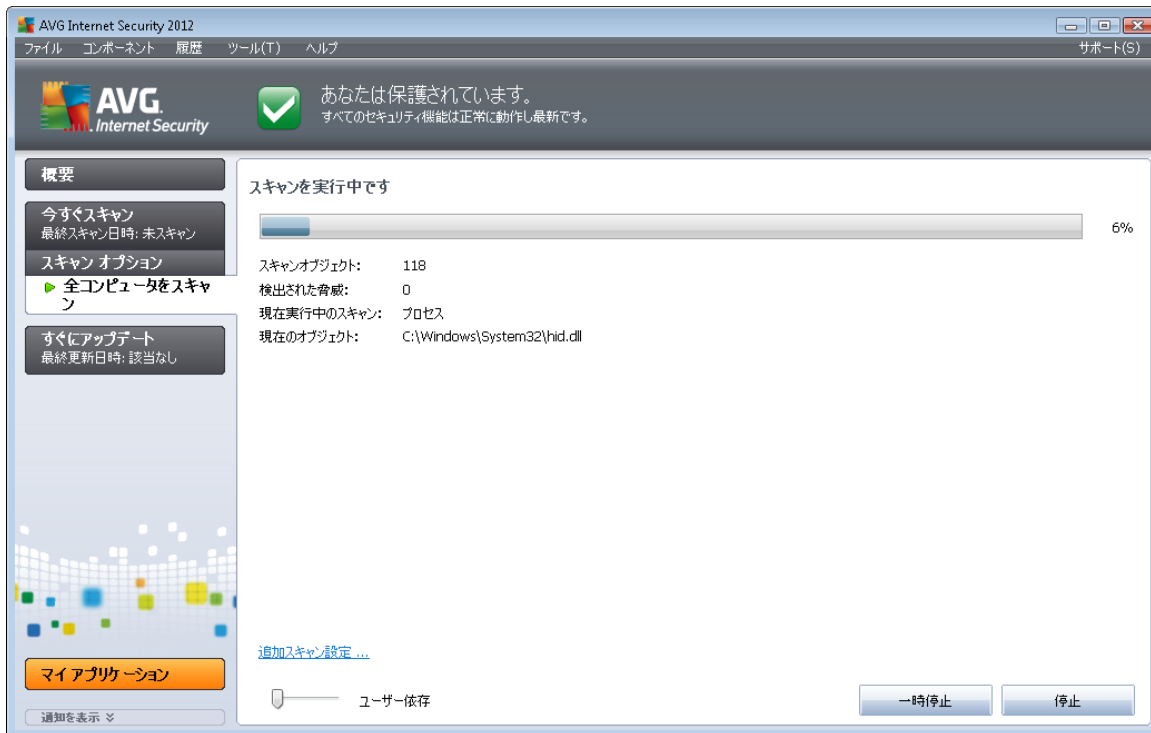 AVG Internet Security 2012
ファイル コンポーネント 履歴 ツール(T) ヘルプ サポート(S)
AVG.
Internet Security
あなたは保護されています。
すべてのセキュリティ機能は正常に動作し最新です。
概要
今すぐスキャン
最終スキャン日時: 未スキャン
スキャン オプション
全コンピュータをスキャ
ン
すぐにアップデート
最終更新日時: 該当なし
マイ アプリケーション
通知を表示
スキャンを実行中です
6%
スキャンオブジェクト: 118
検出された脅威: 0
現在実行中のスキャン: プロセス
現在のオブジェクト: C:\Windows\System32\hid.dll
追加スキャン設定 ...
ユーザー依存
一時停止 停止